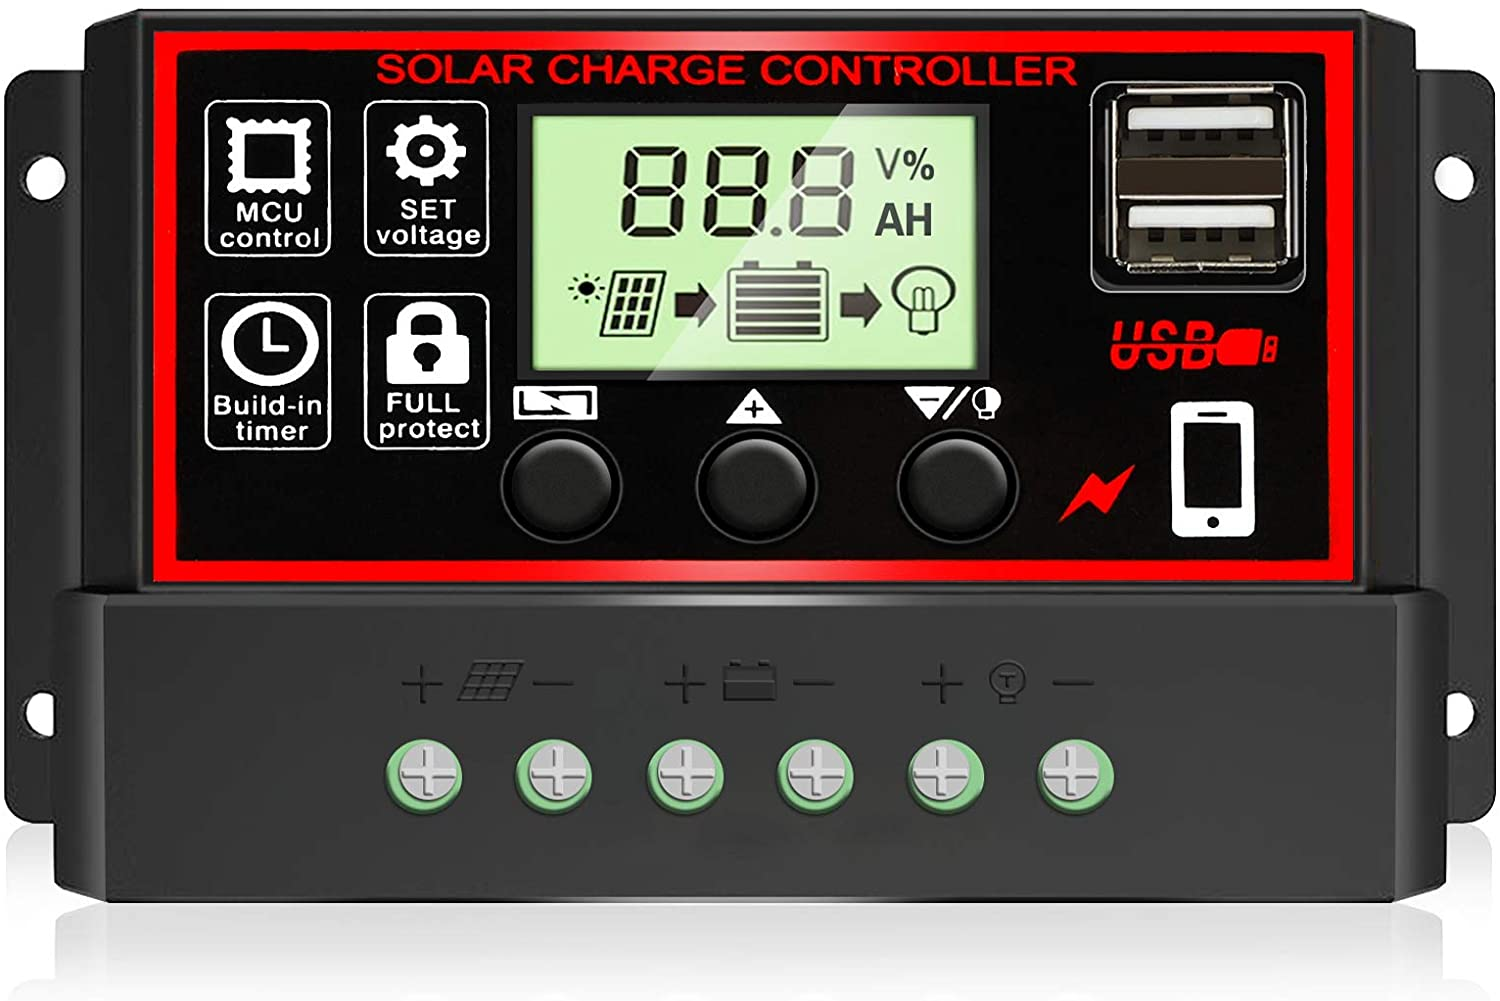 SOLAR CHARGE CONTROLLER
MCU
control
SET
voltage
88.8 V%
AH
Build-in
timer
FULL
protect
USB
+ −
+ −
+ T −